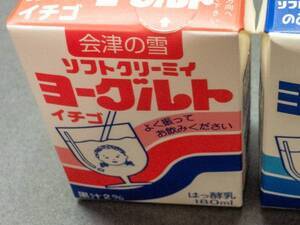 イチゴ
会津の雪
ソフトクリーミィ
ヨーグルト
イチゴ
よく振って
お飲みください
果汁2%
はっ酵乳
180ml